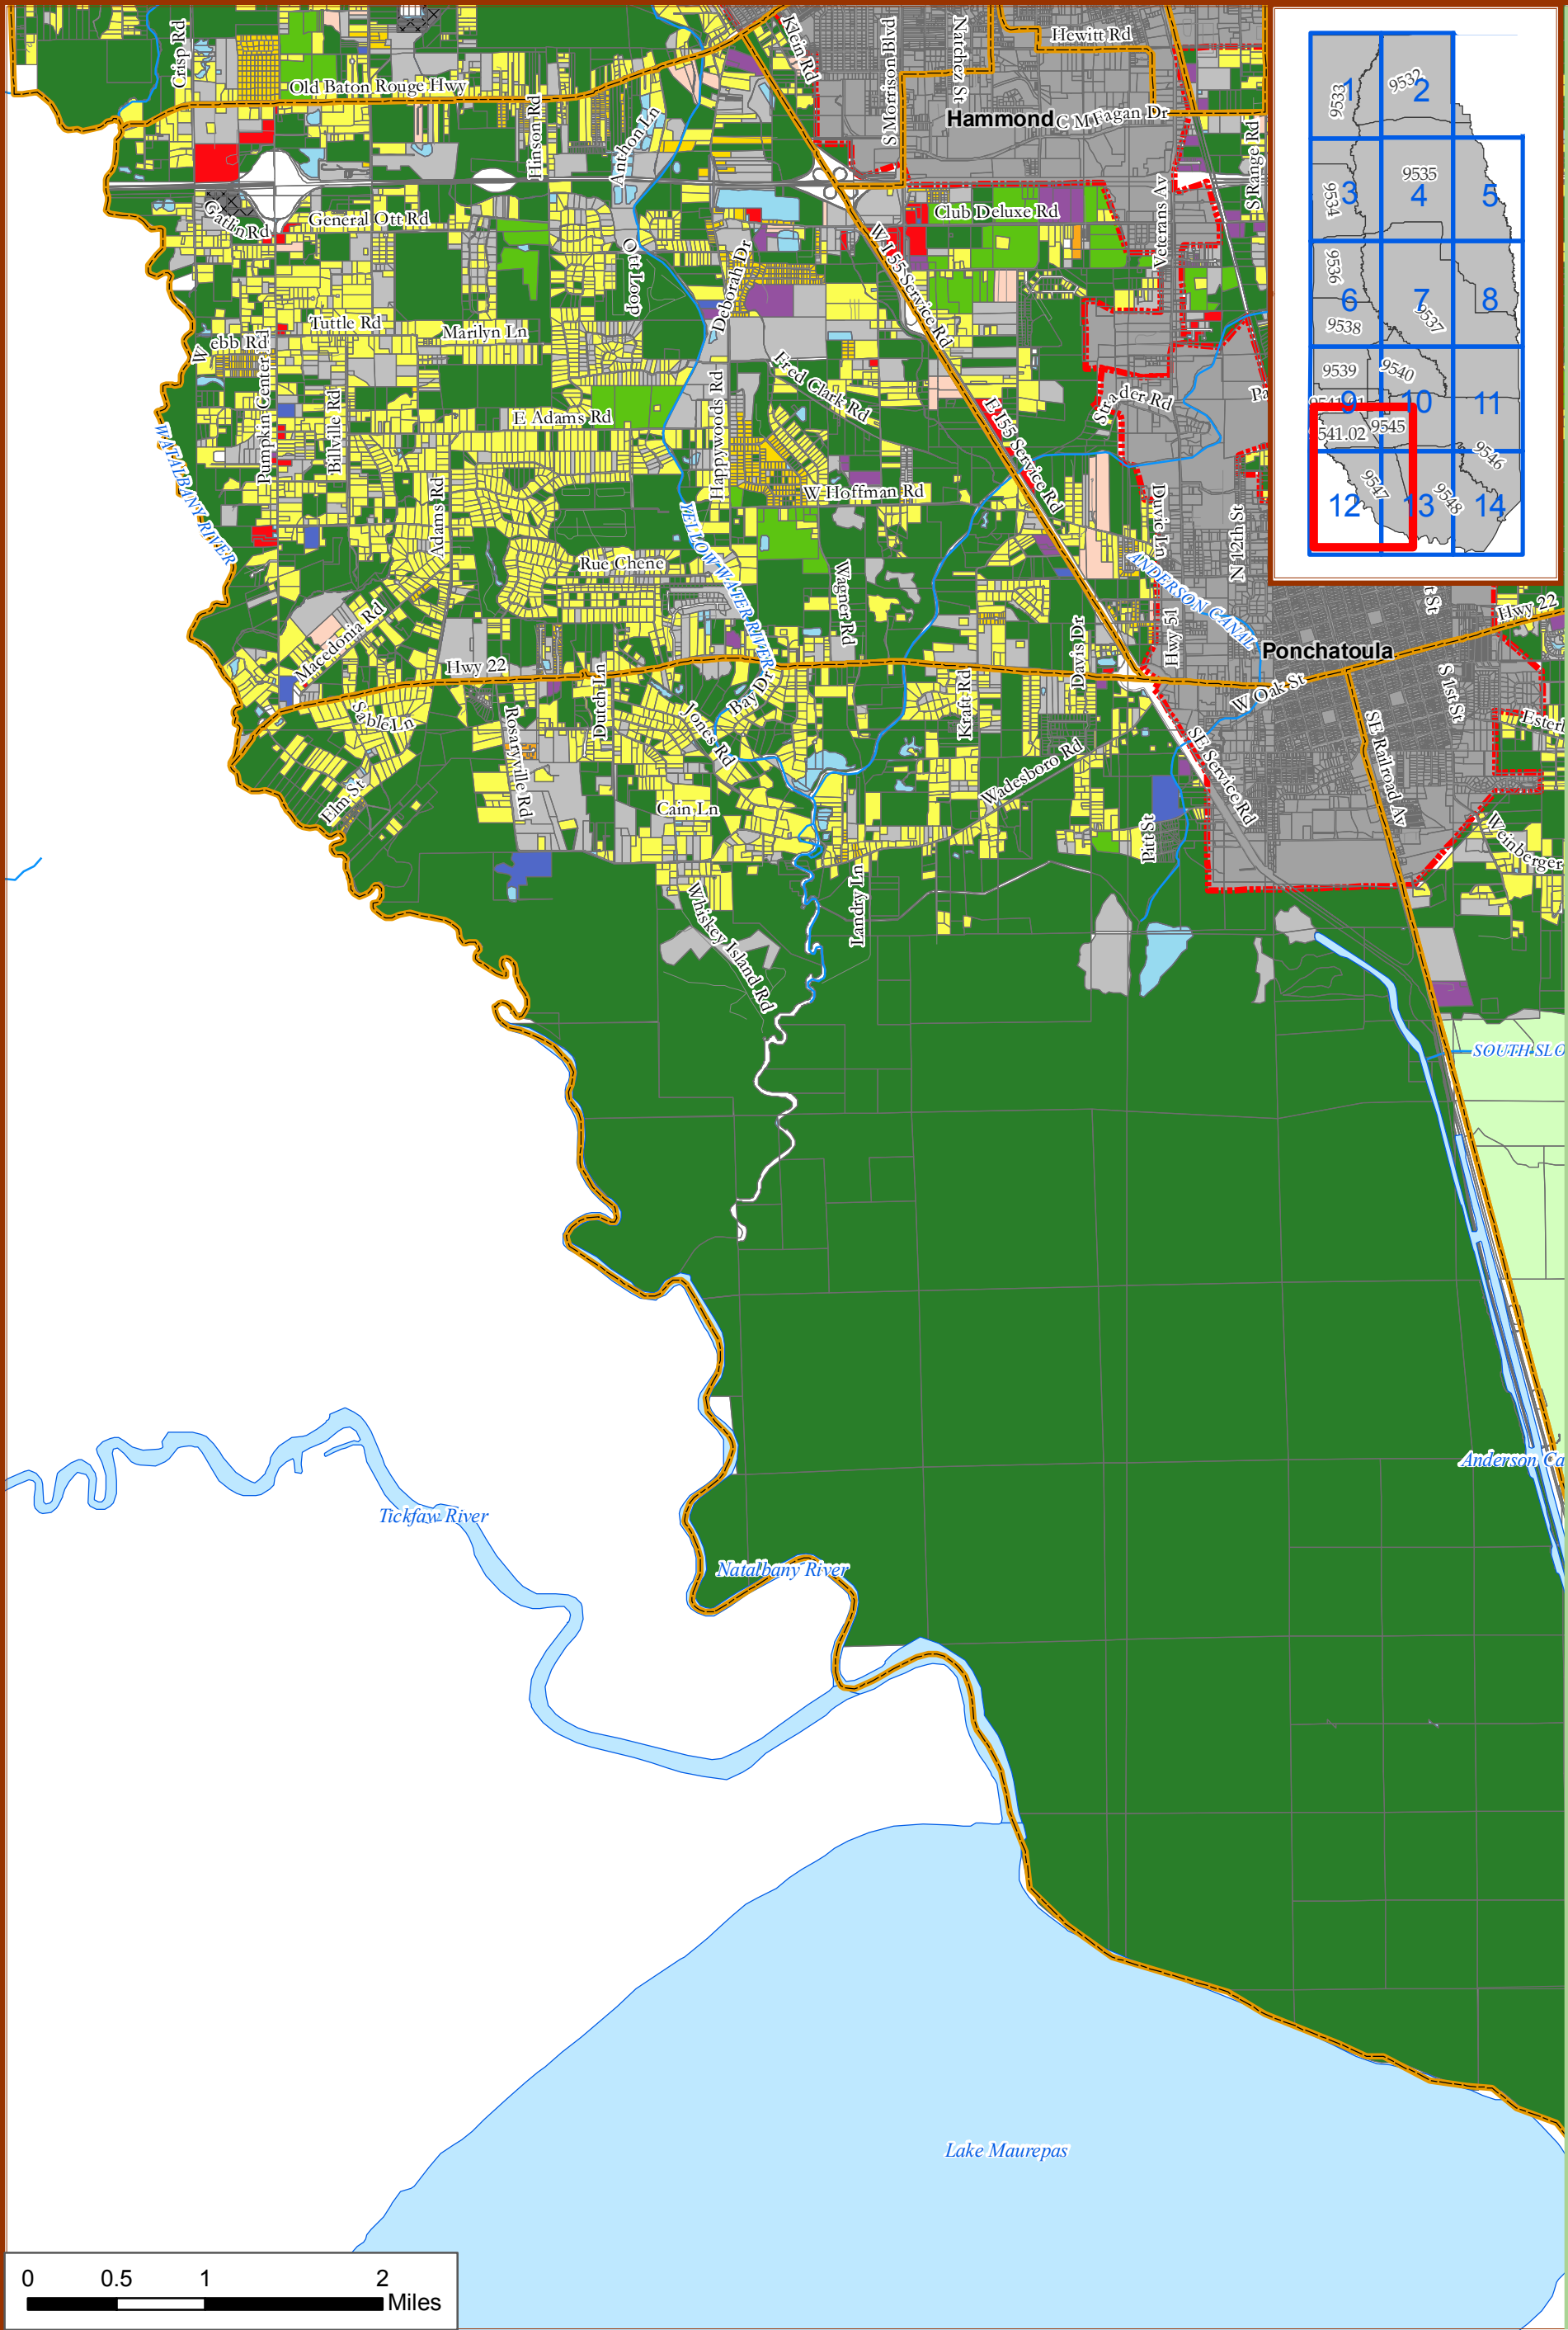 Crisp Rd
Old Baton Rouge Hwy
Hinson Rd
Anthon Ln
Klein Rd
S Morrison Blvd
Natchez St
Hewitt Rd
Hammond
C M Fagan Dr
S Range Rd
Gatlin Rd
General Ott Rd
Ott Loop
Deborah Dr
W I 55 Service Rd
Club Deluxe Rd
Veterans Av
Tuttle Rd
Marilyn Ln
W ebb Rd
Pumpkin Center
Billville Rd
E Adams Rd
Happywoods Rd
Fred Clark Rd
E I 55 Service Rd
Strader Rd
Pa
WATALBANY RIVER
Adams Rd
W Hoffman Rd
YELLOW WATER RIVER
Rue Chene
Wagner Rd
Divici Ln
N 12th St
ANDERSON CANAL
Macedonia Rd
Hwy 22
Davis Dr
Hwy 51
Ponchatoula
t St
Hwy 22
Sable Ln
Rosaryville Rd
Dutch Ln
Jones Rd
Bay Dr
Kraft Rd
W Oak St
S 1st St
Esterl
Elm St
Cain Ln
Wadesboro Rd
Pitt St
SE Service Rd
SE Railroad Av
Weinberger
Whiskey Island Rd
Landry Ln
SOUTH SLO
Anderson Ca
Tickfaw River
Natalbany River
Lake Maurepas
0 0.5 1 2
Miles
1
9533
9532
2
3
9534
9535
4
5
9536
6
9538
7
9537
8
9539
9540
9
10
11
541.02
9545
9546
12
9547
13
9548
14